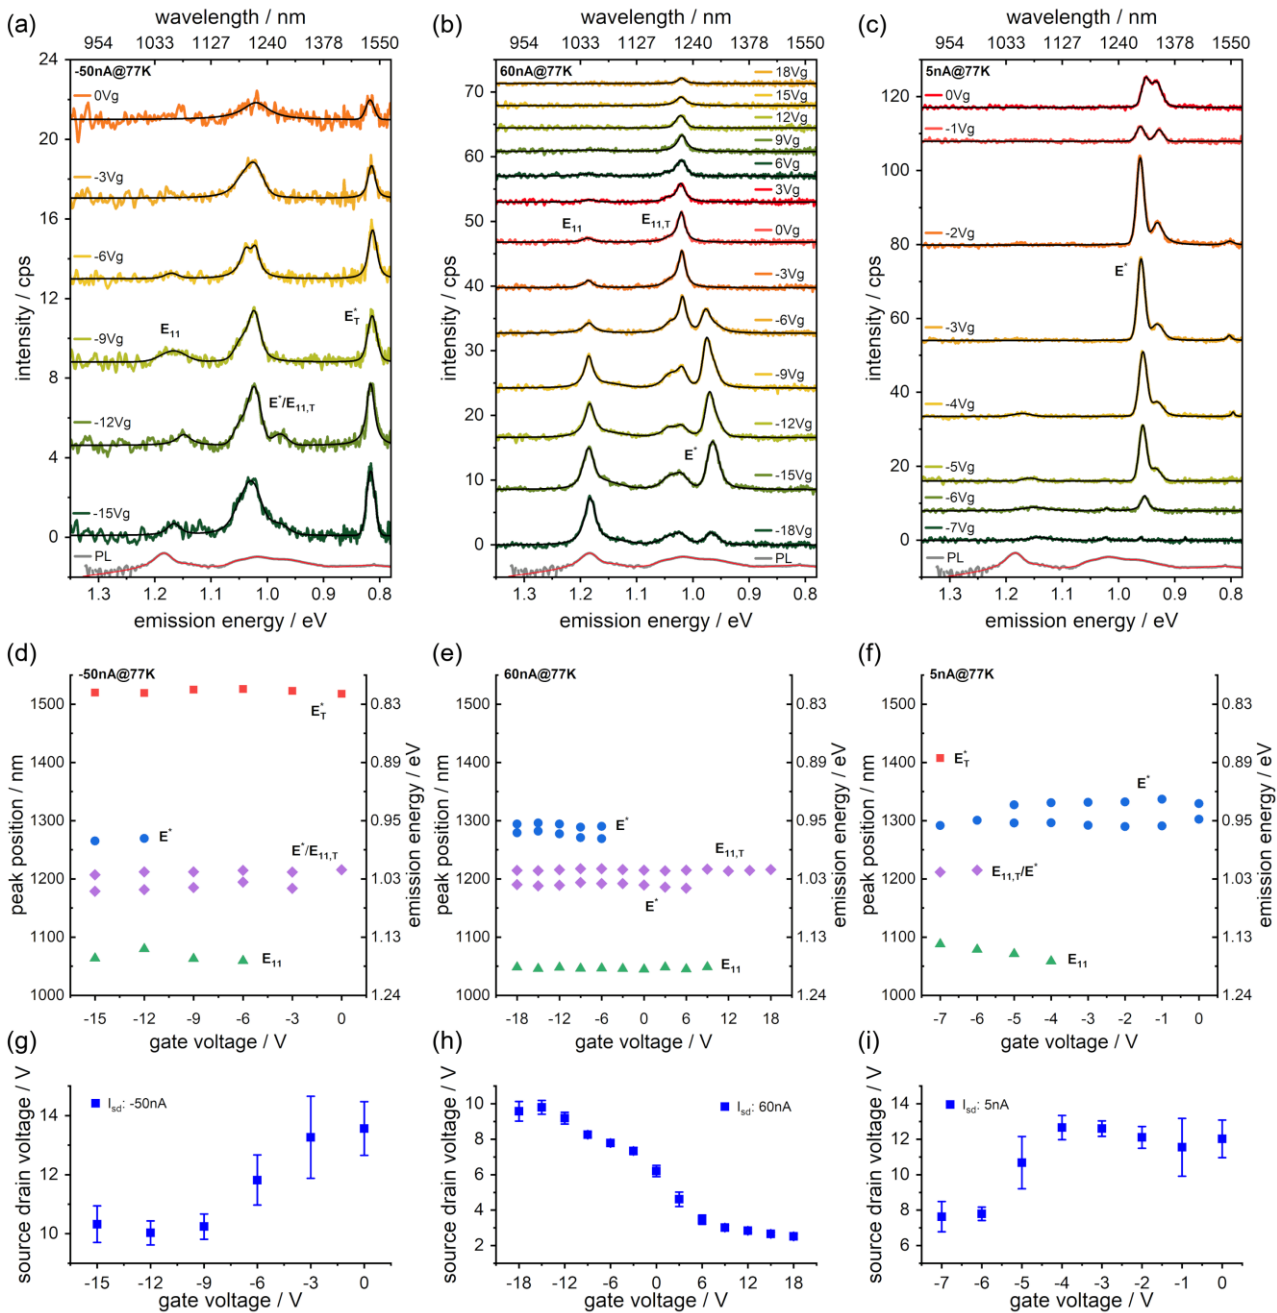 (a)
wavelength / nm
954 1033 1127 1240 1378 1550
-50nA@77K
0Vg
-3Vg
-6Vg
-9Vg
E11
E*T
-12Vg
E*/E11,T
-15Vg
PL
24
22
20
18
16
14
12
10
8
6
4
2
0
intensity / cps
1.3 1.2 1.1 1.0 0.9 0.8
emission energy / eV
(b)
wavelength / nm
954 1033 1127 1240 1378 1550
60nA@77K
18Vg
15Vg
12Vg
9Vg
6Vg
3Vg
E11
E11,T
0Vg
-3Vg
-6Vg
-9Vg
-12Vg
E*
-15Vg
-18Vg
PL
70
60
50
40
30
20
10
0
intensity / cps
1.3 1.2 1.1 1.0 0.9 0.8
emission energy / eV
(c)
wavelength / nm
954 1033 1127 1240 1378 1550
5nA@77K
0Vg
-1Vg
-2Vg
E*
-3Vg
-4Vg
-5Vg
-6Vg
-7Vg
PL
120
100
80
60
40
20
0
intensity / cps
1.3 1.2 1.1 1.0 0.9 0.8
emission energy / eV
(d)
-50nA@77K
E*T
E*
E*/E11,T
E11
1500
1400
1300
1200
1100
1000
peak position / nm
0.83
0.89
0.95
1.03
1.13
1.24
emission energy / eV
-15 -12 -9 -6 -3 0
gate voltage / V
(e)
60nA@77K
E*
E11,T
E*
E11
1500
1400
1300
1200
1100
1000
peak position / nm
0.83
0.89
0.95
1.03
1.13
1.24
emission energy / eV
-18 -12 -6 0 6 12 18
gate voltage / V
(f)
5nA@77K
E*T
E*
E11,T/E*
E11
1500
1400
1300
1200
1100
1000
peak position / nm
0.83
0.89
0.95
1.03
1.13
1.24
emission energy / eV
-7 -6 -5 -4 -3 -2 -1 0
gate voltage / V
(g)
Isd: -50nA
14
12
10
source drain voltage / V
-15 -12 -9 -6 -3 0
gate voltage / V
(h)
Isd: 60nA
10
8
6
4
2
source drain voltage / V
-18 -12 -6 0 6 12 18
gate voltage / V
(i)
Isd: 5nA
14
12
10
8
6
source drain voltage / V
-7 -6 -5 -4 -3 -2 -1 0
gate voltage / V